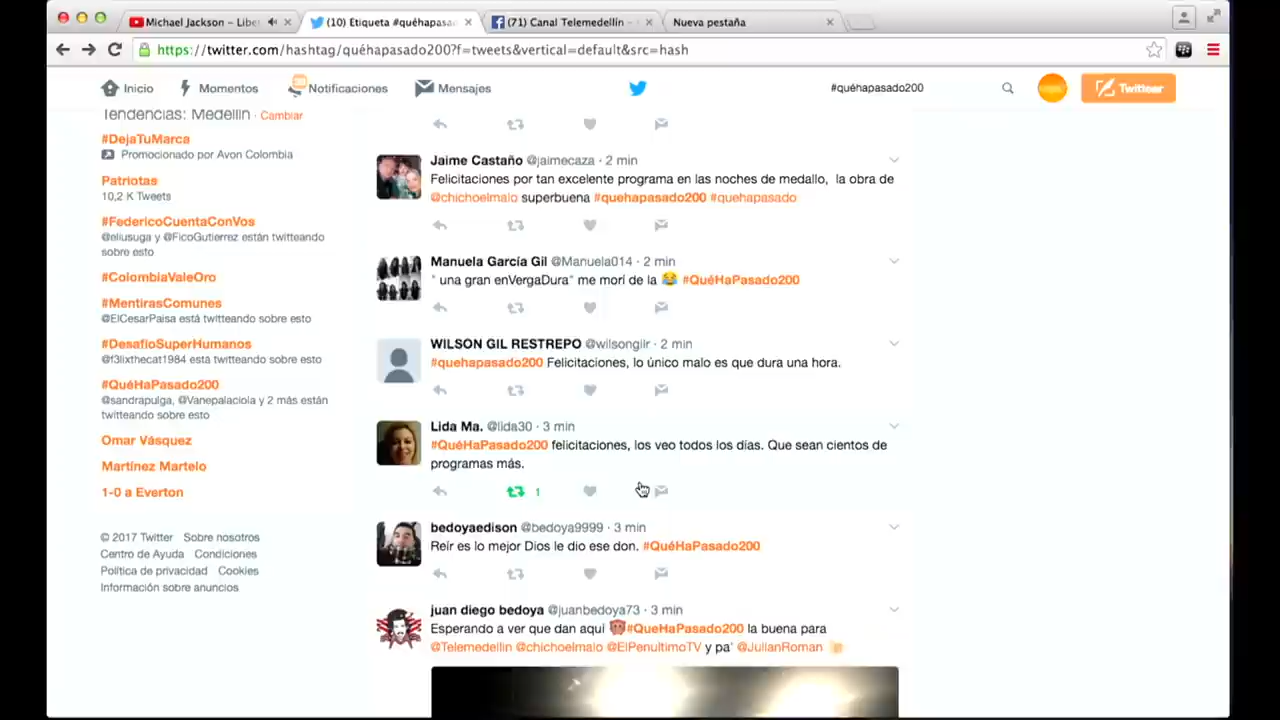 Michael Jackson – Libe
(10) Etiqueta #quéhapasa
(71) Canal Telemedellín –
Nueva pestaña
https://twitter.com/hashtag/quéhapasado200?f=tweets&vertical=default&src=hash
Inicio
Momentos
Notificaciones
Mensajes
#quéhapasado200
Twittear
Tendencias: Medellín · Cambiar
#DejaTuMarca
Promocionado por Avon Colombia
Patriotas
10,2 K Tweets
#FedericoCuentaConVos
@eliusuga y @FicoGutierrez están twitteando
sobre esto
#ColombiaValeOro
#MentirasComunes
@ElCesarPaisa está twitteando sobre esto
#DesafioSuperHumanos
@f3lixthecat1984 está twitteando sobre esto
#QuéHaPasado200
@sandrapulga, @Vanepalaciola y 2 más están
twitteando sobre esto
Omar Vásquez
Martínez Martelo
1-0 a Everton
© 2017 Twitter Sobre nosotros
Centro de Ayuda Condiciones
Política de privacidad Cookies
Información sobre anuncios
Jaime Castaño @jaimecaza · 2 min
Felicitaciones por tan excelente programa en las noches de medallo, la obra de
@chichoelmalo superbuena #quehapasado200 #quehapasado
Manuela García Gil @Manuela014 · 2 min
" una gran enVergaDura" me morí de la 😂 #QuéHaPasado200
WILSON GIL RESTREPO @wilsongilr · 2 min
#quehapasado200 Felicitaciones, lo único malo es que dura una hora.
Lida Ma. @lida30 · 3 min
#QuéHaPasado200 felicitaciones, los veo todos los días. Que sean cientos de
programas más.
1
bedoyaedison @bedoya9999 · 3 min
Reír es lo mejor Dios le dio ese don. #QuéHaPasado200
juan diego bedoya @juanbedoya73 · 3 min
Esperando a ver que dan aquí #QueHaPasado200 la buena para
@Telemedellin @chichoelmalo @ElPenultimoTV y pa' @JulianRoman